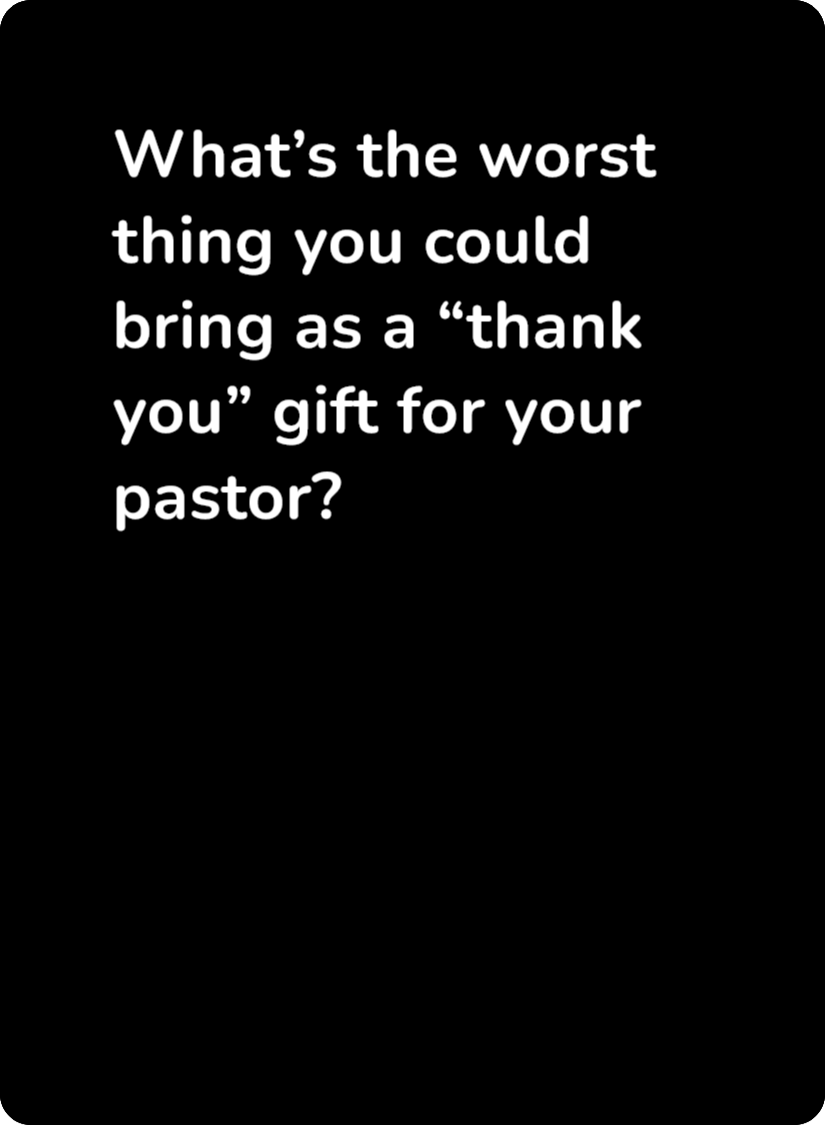 What’s the worst
thing you could
bring as a “thank
you” gift for your
pastor?